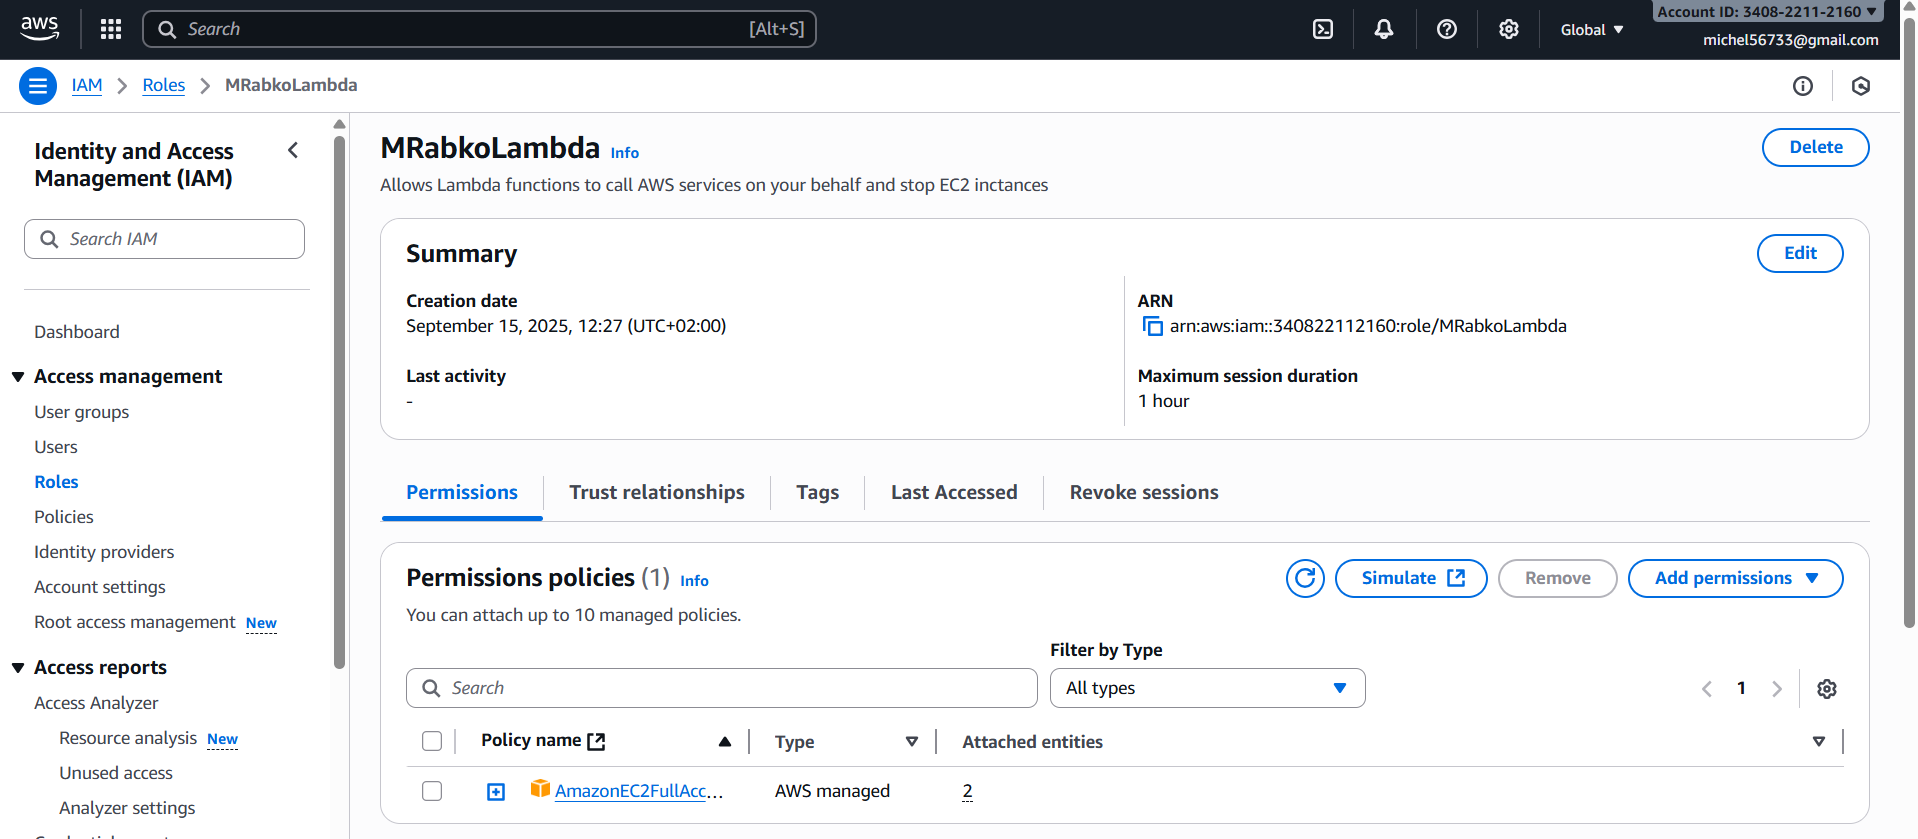 aws
Search
[Alt+S]
Global
Account ID: 3408-2211-2160
michel56733@gmail.com
IAM
Roles
MRabkoLambda
Identity and Access
Management (IAM)
Search IAM
Dashboard
Access management
User groups
Users
Roles
Policies
Identity providers
Account settings
Root access management New
Access reports
Access Analyzer
Resource analysis New
Unused access
Analyzer settings
MRabkoLambda Info
Delete
Allows Lambda functions to call AWS services on your behalf and stop EC2 inctances
Summary
Edit
Creation date
September 15, 2025, 12:27 (UTC+02:00)
ARN
arn:aws:iam::340822112160:role/MRabkoLambda
Last activity
-
Maximum session duration
1 hour
Permissions
Trust relationships
Tags
Last Accessed
Revoke sessions
Permissions policies (1) Info
Simulate
Remove
Add permissions
You can attach up to 10 managed policies.
Filter by Type
Search
All types
1
Policy name
Type
Attached entities
AmazonEC2FullAcc...
AWS managed
2